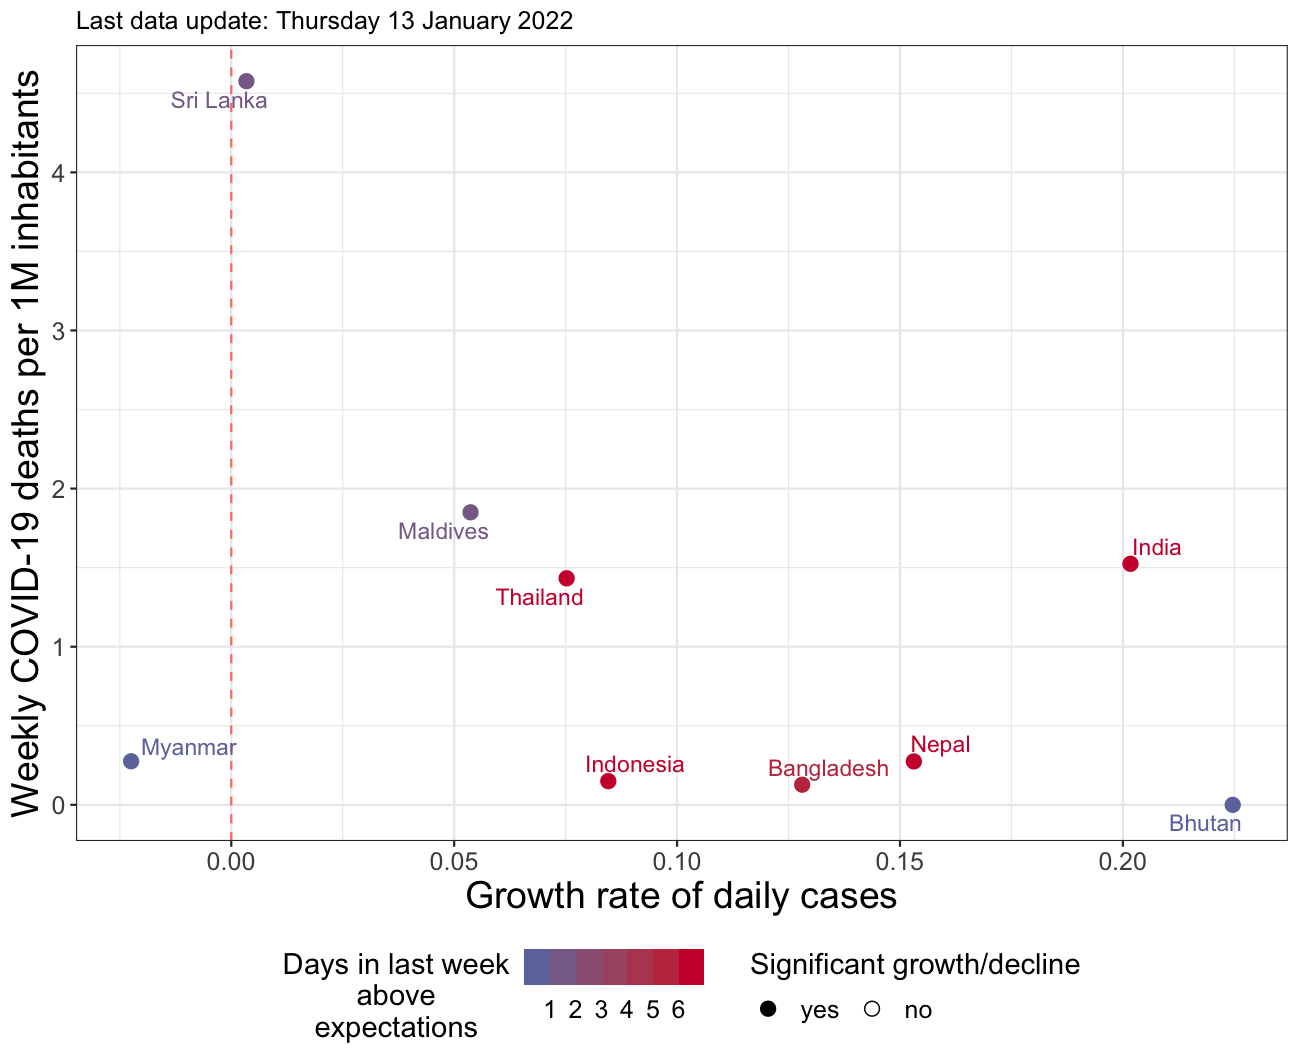 Last data update: Thursday 13 January 2022
Weekly COVID-19 deaths per 1M inhabitants
4
3
2
1
0
Sri Lanka
Maldives
Thailand
India
Myanmar
Indonesia
Bangladesh
Nepal
Bhutan
0.00 0.05 0.10 0.15 0.20
Growth rate of daily cases
Days in last week
above
expectations
1 2 3 4 5 6
Significant growth/decline
yes no